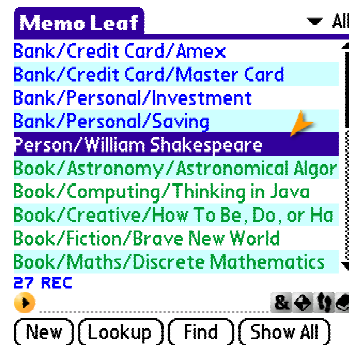 Memo Leaf All
Bank/Credit Card/Amex
Bank/Credit Card/Master Card
Bank/Personal/Investment
Bank/Personal/Saving
Person/William Shakespeare
Book/Astronomy/Astronomical Algor
Book/Computing/Thinking in Java
Book/Creative/How To Be, Do, or Ha
Book/Fiction/Brave New World
Book/Maths/Discrete Mathematics
27 REC
&
New Lookup Find Show All